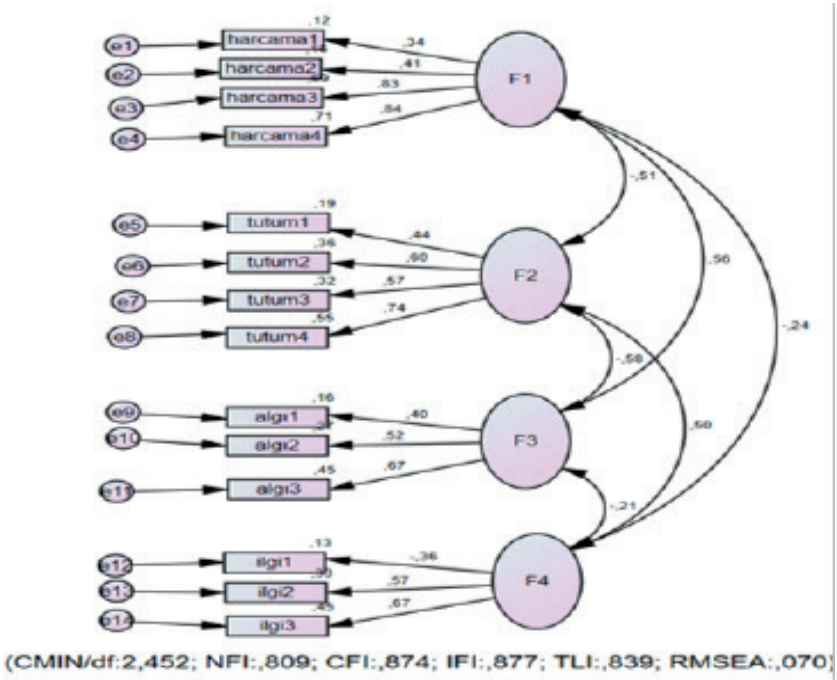 ,12
e1 harcama1 ,34
e2 harcama2 ,41
e3 harcama3 ,83 F1
,71
e4 harcama4 ,84
-,51
,19
e5 tutum1 ,44
,36
e6 tutum2 ,60 F2 ,56
,32
e7 tutum3 ,57
,55
e8 tutum4 ,74 -,24
-,58
,16
e9 algı1 ,40
e10 algı2 ,52 F3 ,50
,45
e11 algı3 ,67
-,21
,13
e12 ilgi1 -,36
e13 ilgi2 ,57 F4
,45
e14 ilgi3 ,67
(CMIN/df:2,452; NFI:,809; CFI:,874; IFI:,877; TLI:,839; RMSEA:,070)